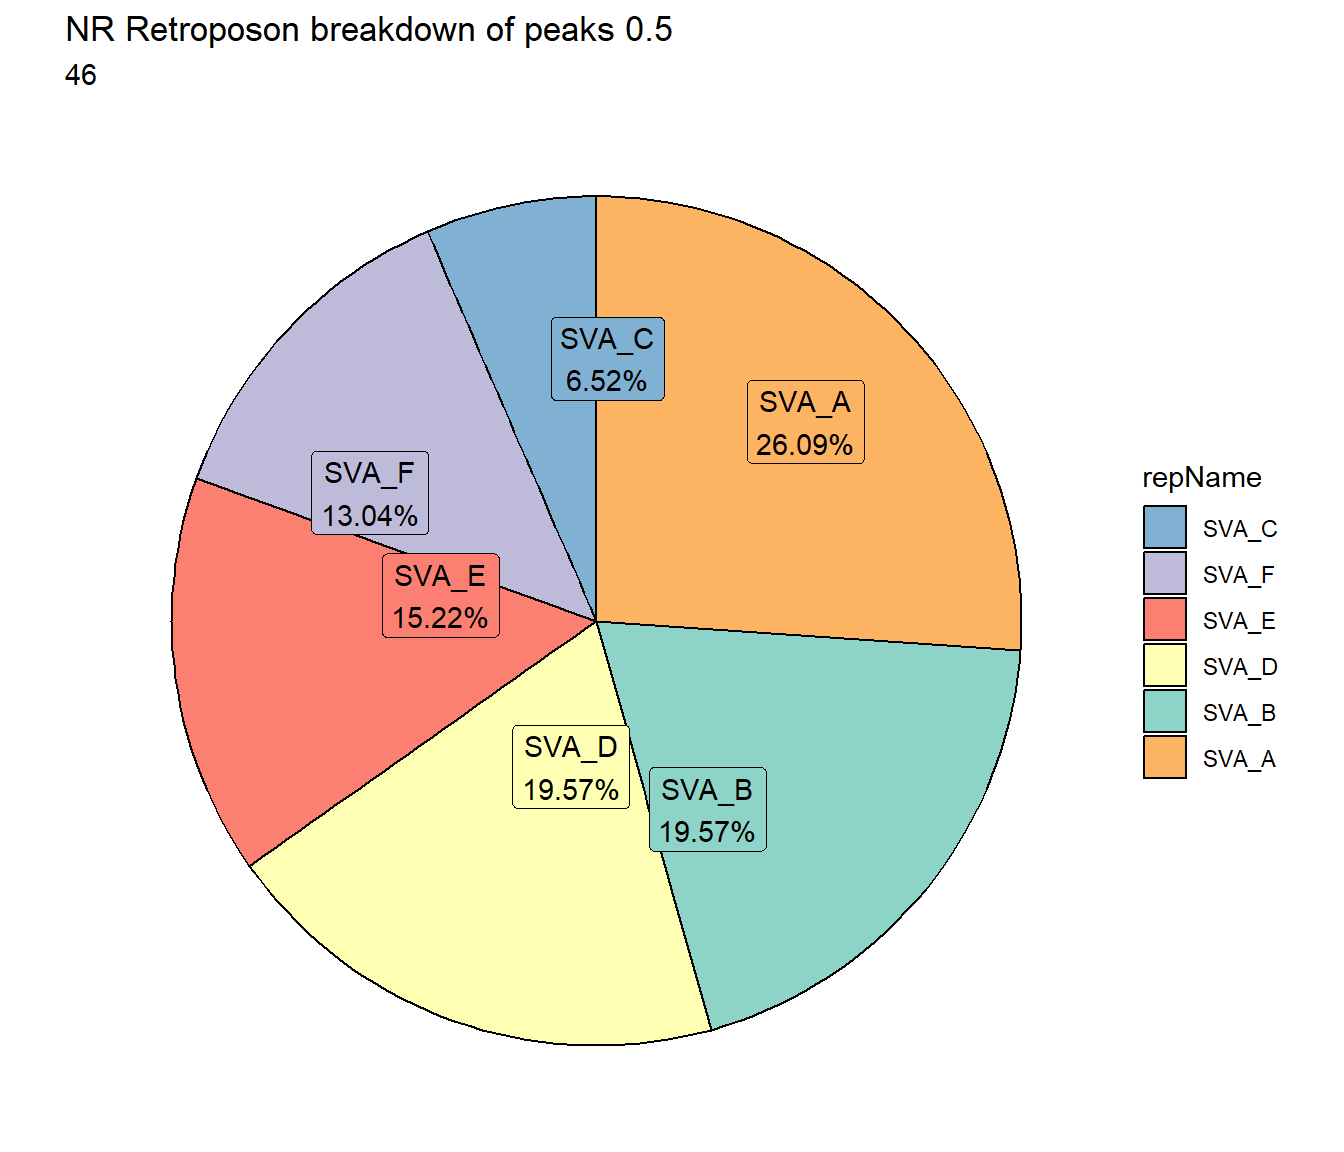 NR Retroposon breakdown of peaks 0.5
46
SVA_C
6.52%
SVA_A
26.09%
SVA_F
13.04%
SVA_E
15.22%
SVA_D
19.57%
SVA_B
19.57%
repName
SVA_C
SVA_F
SVA_E
SVA_D
SVA_B
SVA_A